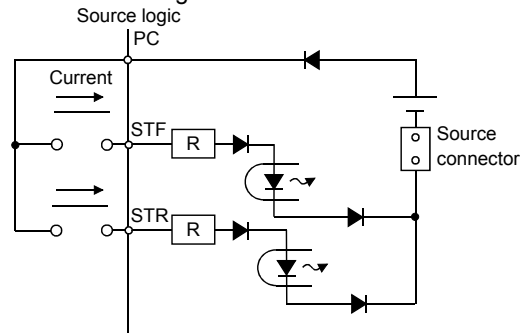 Source logic
PC
Current
STF
R
Source
connector
STR
R